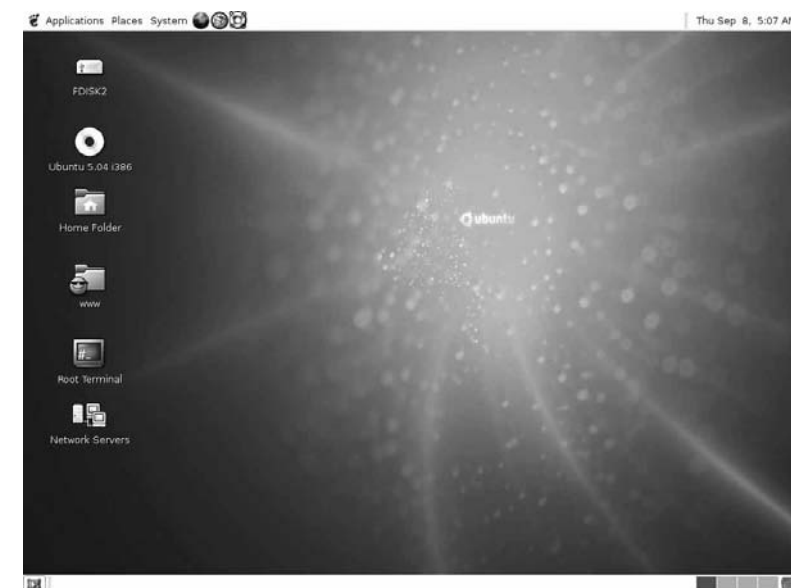 Applications Places System
Thu Sep 8, 5:07 AM
FDISK2
Ubuntu 5.04 i386
Home Folder
ubuntu
www
#_
Root Terminal
Network Servers